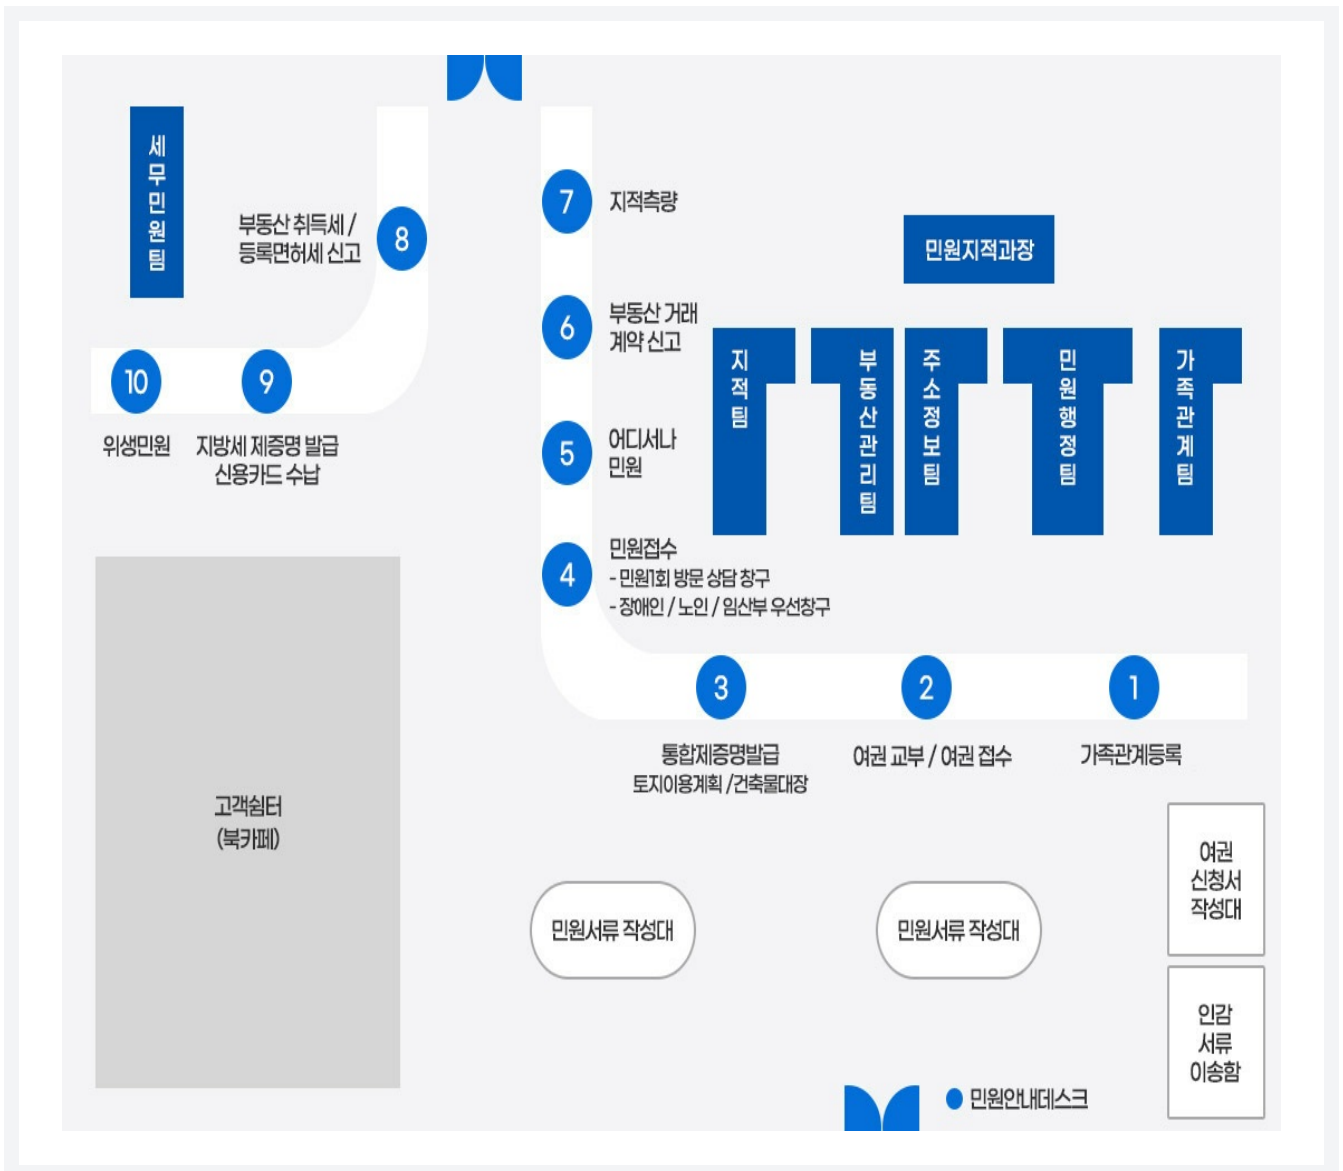 세무민원팀
부동산 취득세 /
등록면허세 신고
8
10
9
위생민원
지방세 제증명 발급
신용카드 수납
7
지적측량
6
부동산 거래
계약 신고
5
어디서나
민원
4
민원접수
- 민원1회 방문 상담 창구
- 장애인 / 노인 / 임산부 우선창구
민원지적과장
지적팀
부동산관리팀
주소정보팀
민원행정팀
가족관계팀
3
2
1
통합제증명발급
토지이용계획 /건축물대장
여권 교부 / 여권 접수
가족관계등록
고객쉼터
(북카페)
민원서류 작성대
민원서류 작성대
여권
신청서
작성대
인감
서류
이송함
민원안내데스크